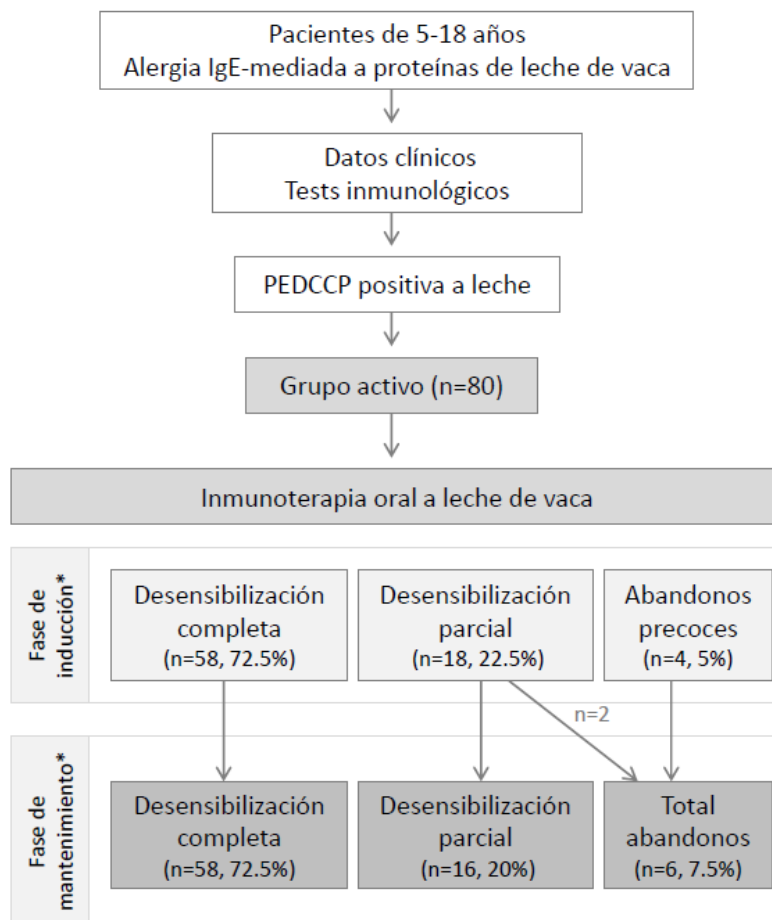 Pacientes de 5-18 años
Alergia IgE-mediada a proteínas de leche de vaca
Datos clínicos
Tests inmunológicos
PEDCCP positiva a leche
Grupo activo (n=80)
Inmunoterapia oral a leche de vaca
Fase de
inducción*
Desensibilización
completa
(n=58, 72.5%)
Desensibilización
parcial
(n=18, 22.5%)
Abandonos
precoces
(n=4, 5%)
n=2
Fase de
mantenimiento*
Desensibilización
completa
(n=58, 72.5%)
Desensibilización
parcial
(n=16, 20%)
Total
abandonos
(n=6, 7.5%)